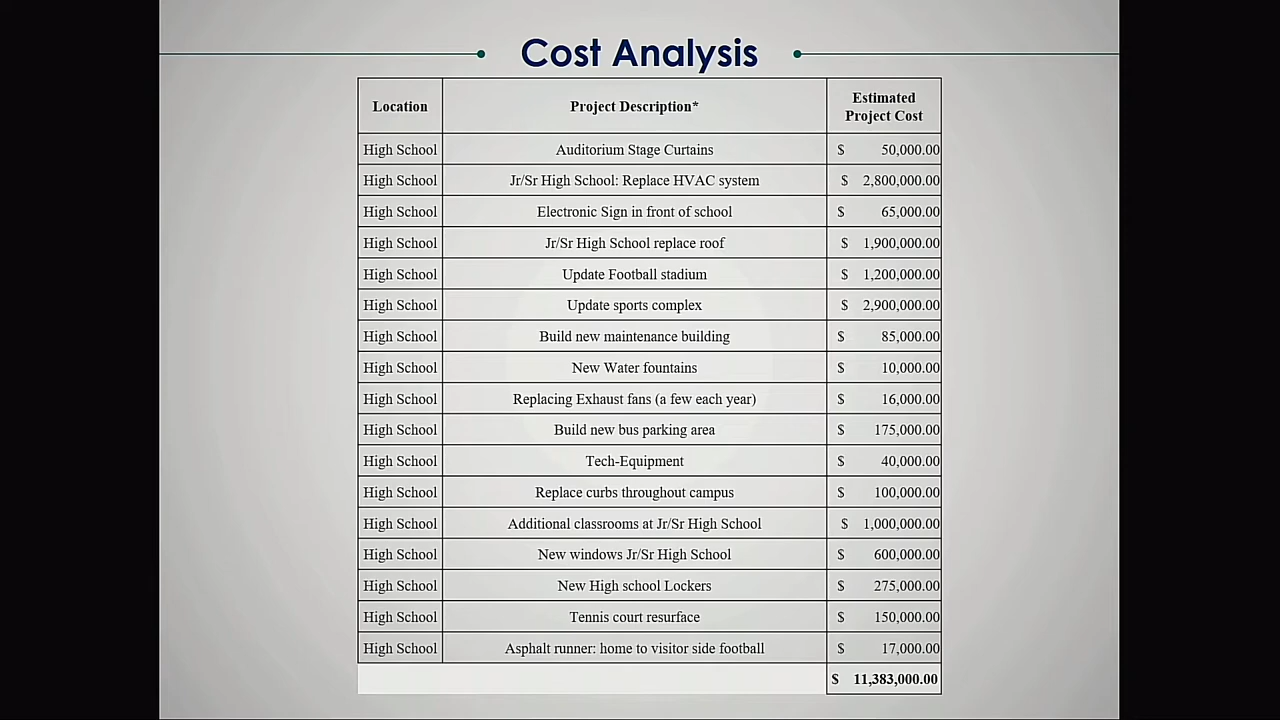 Cost Analysis
Location Project Description* Estimated Project Cost
High School Auditorium Stage Curtains $ 50,000.00
High School Jr/Sr High School: Replace HVAC system $ 2,800,000.00
High School Electronic Sign in front of school $ 65,000.00
High School Jr/Sr High School replace roof $ 1,900,000.00
High School Update Football stadium $ 1,200,000.00
High School Update sports complex $ 2,900,000.00
High School Build new maintenance building $ 85,000.00
High School New Water fountains $ 10,000.00
High School Replacing Exhaust fans (a few each year) $ 16,000.00
High School Build new bus parking area $ 175,000.00
High School Tech-Equipment $ 40,000.00
High School Replace curbs throughout campus $ 100,000.00
High School Additional classrooms at Jr/Sr High School $ 1,000,000.00
High School New windows Jr/Sr High School $ 600,000.00
High School New High school Lockers $ 275,000.00
High School Tennis court resurface $ 150,000.00
High School Asphalt runner: home to visitor side football $ 17,000.00
$ 11,383,000.00